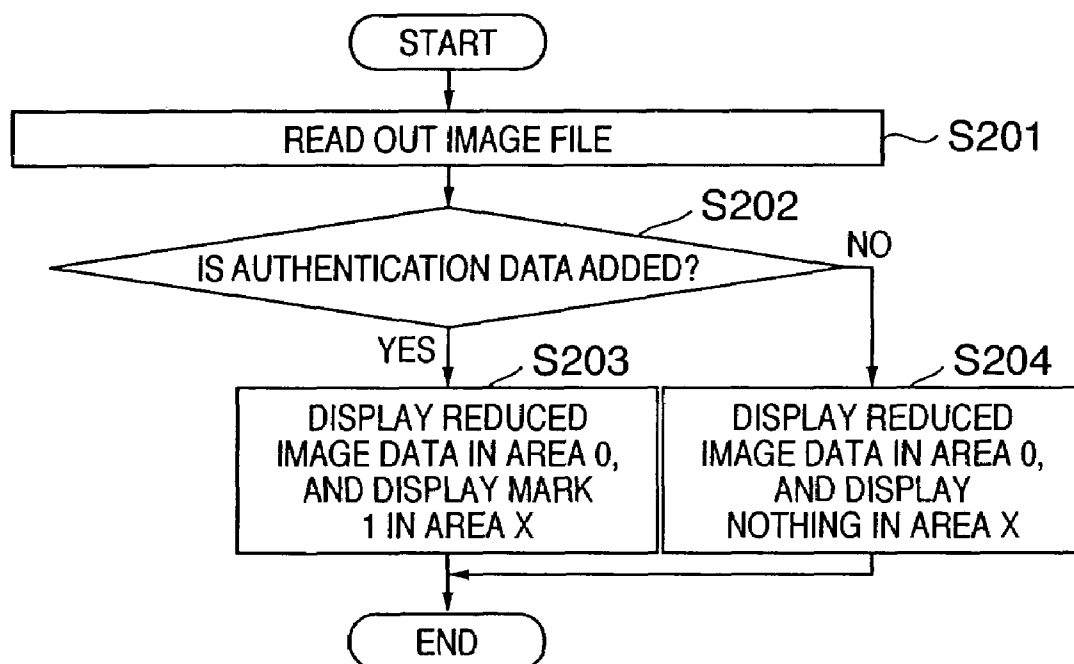 START
READ OUT IMAGE FILE
S201
S202
IS AUTHENTICATION DATA ADDED?
NO
YES
S203
DISPLAY REDUCED
IMAGE DATA IN AREA 0,
AND DISPLAY MARK
1 IN AREA X
S204
DISPLAY REDUCED
IMAGE DATA IN AREA 0,
AND DISPLAY
NOTHING IN AREA X
END